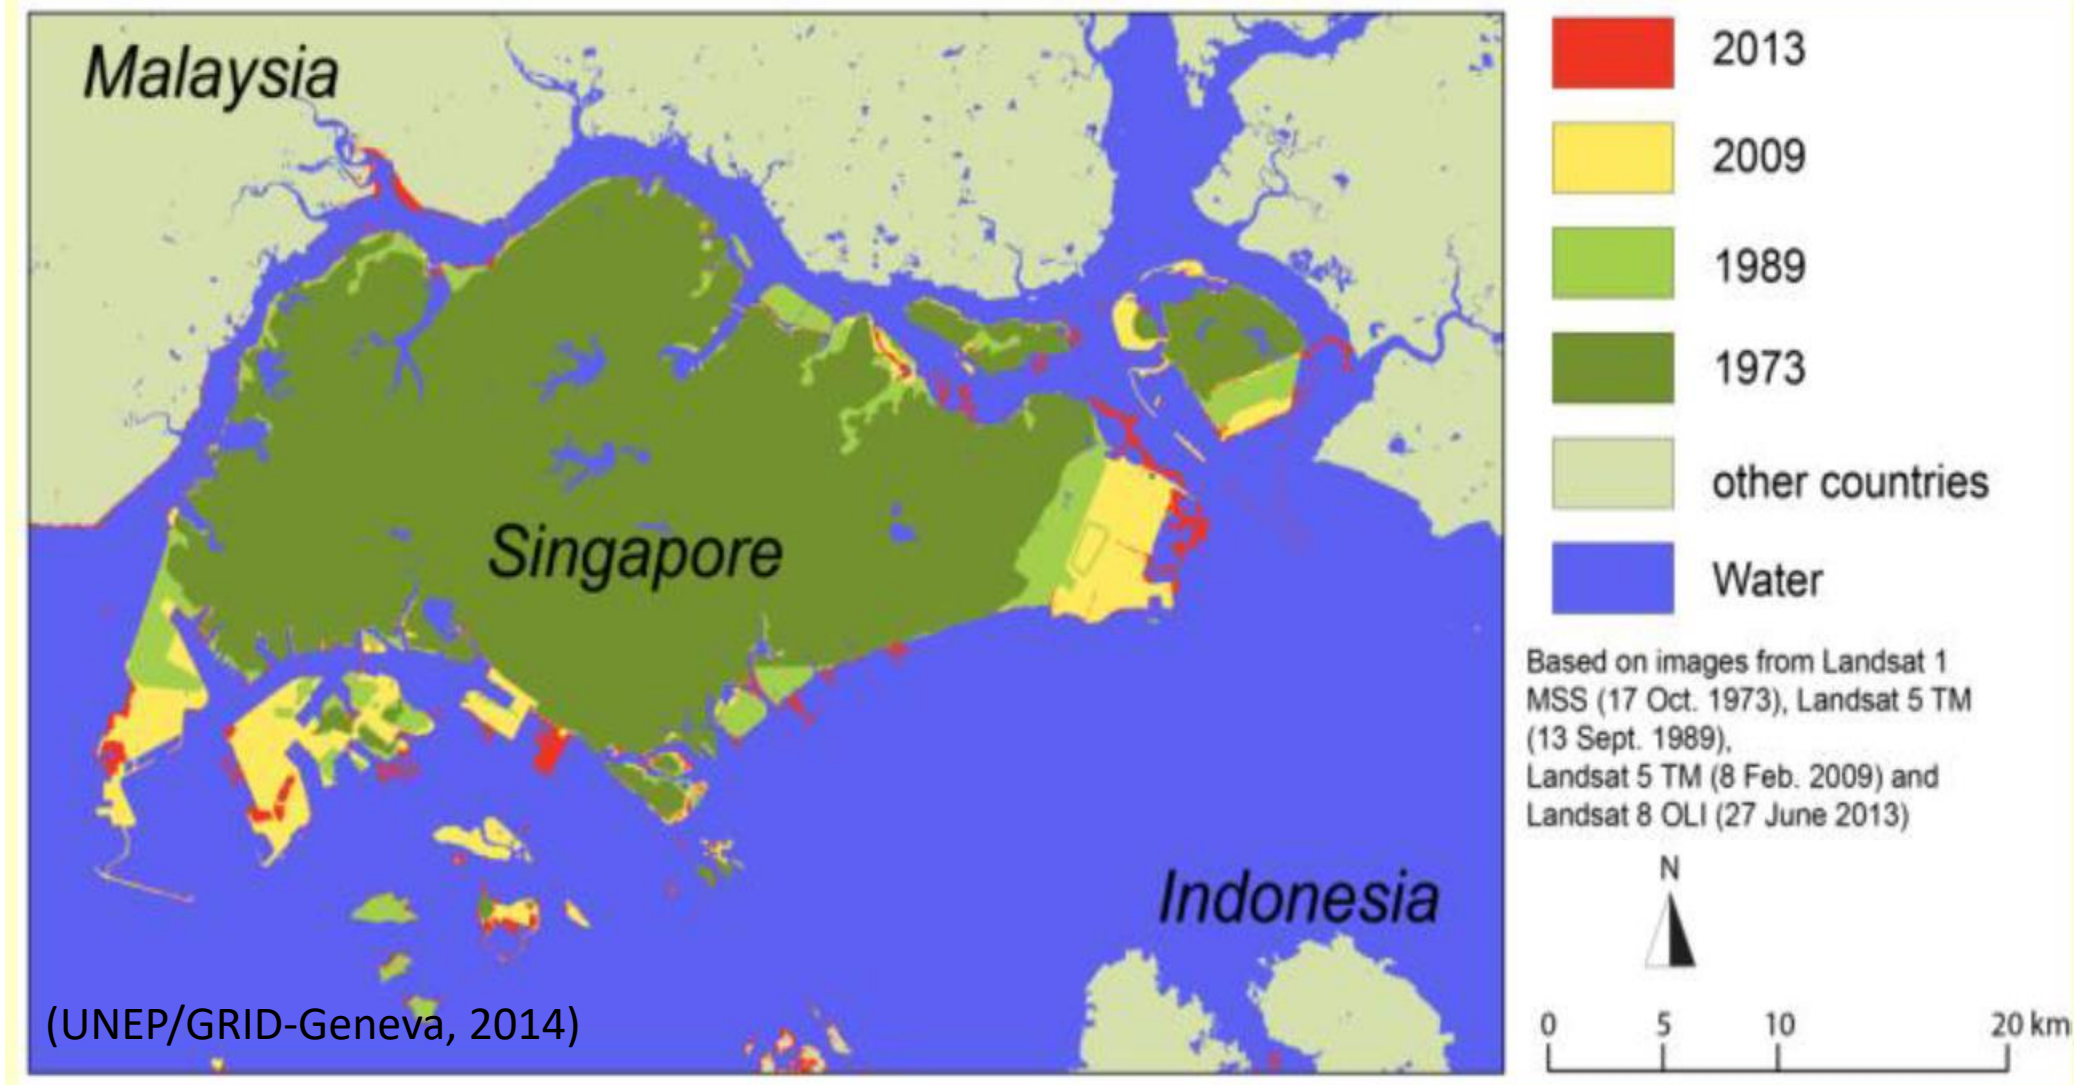 Malaysia
Singapore
Indonesia
(UNEP/GRID-Geneva, 2014)
2013
2009
1989
1973
other countries
Water
Based on images from Landsat 1
MSS (17 Oct. 1973), Landsat 5 TM
(13 Sept. 1989),
Landsat 5 TM (8 Feb. 2009) and
Landsat 8 OLI (27 June 2013)
N
0 5 10 20 km